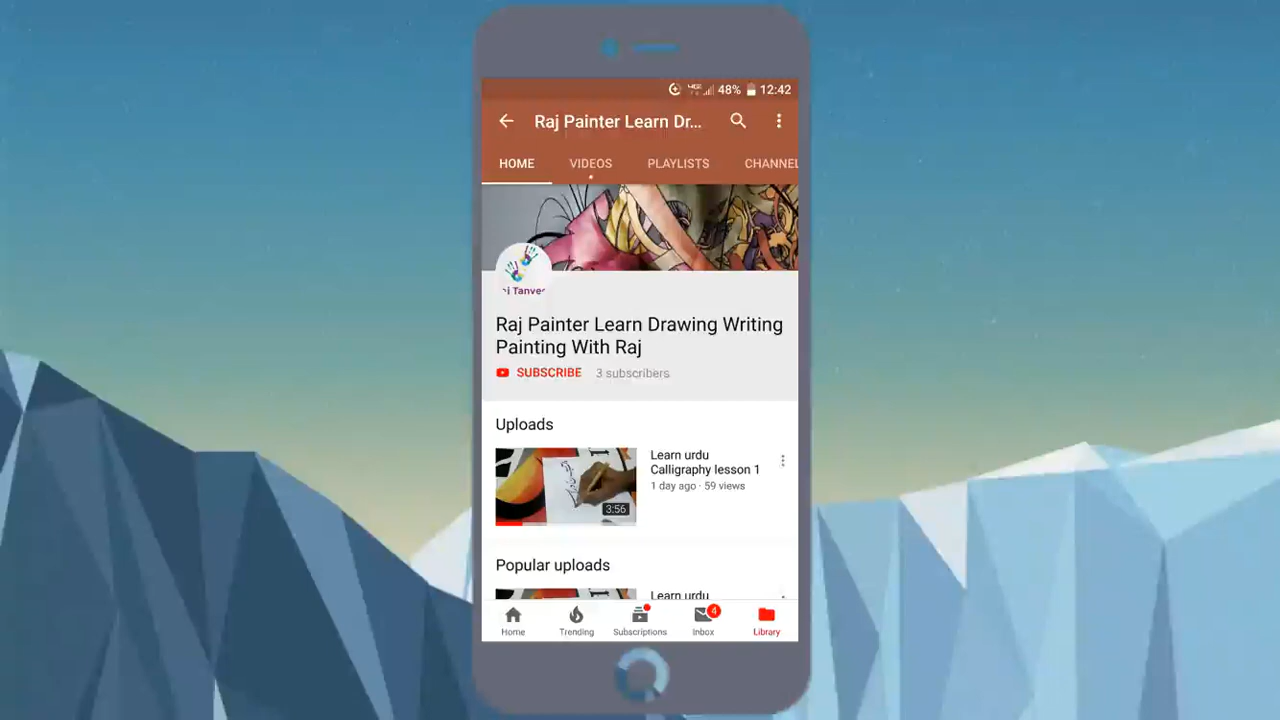 48% 12:42
Raj Painter Learn Dr...
HOME VIDEOS PLAYLISTS CHANNEL
Raj Painter Learn Drawing Writing
Painting With Raj
SUBSCRIBE 3 subscribers
Uploads
Learn urdu
Calligraphy lesson 1
1 day ago · 59 views
3:56
Popular uploads
Learn urdu
4
Home Trending Subscriptions Inbox Library